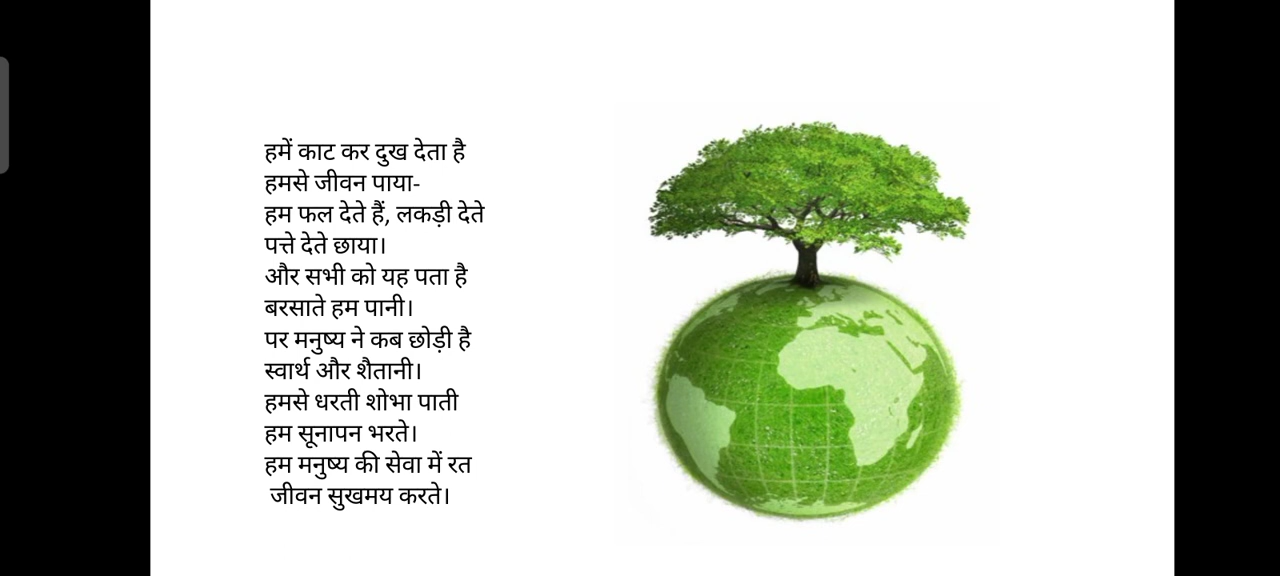 हमें काट कर दुख देता है
हमसे जीवन पाया-
हम फल देते हैं, लकड़ी देते
पत्ते देते छाया।
और सभी को यह पता है
बरसाते हम पानी।
पर मनुष्य ने कब छोड़ी है
स्वार्थ और शैतानी।
हमसे धरती शोभा पाती
हम सूनापन भरते।
हम मनुष्य की सेवा में रत
जीवन सुखमय करते।